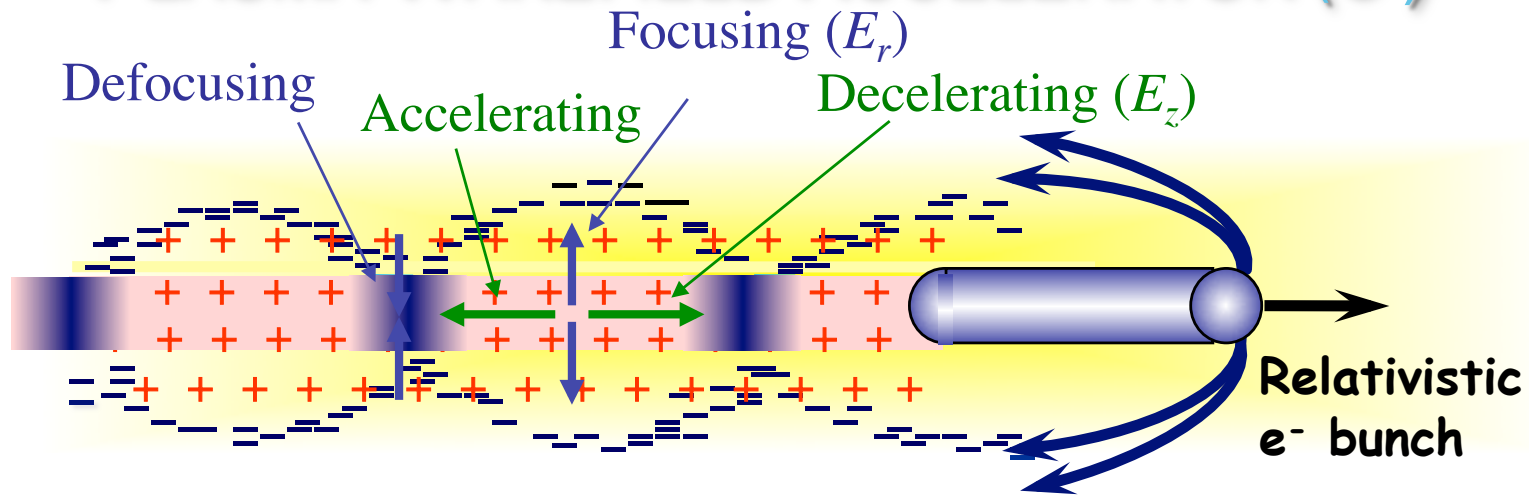 Focusing (E_r)
Defocusing
Accelerating
Decelerating (E_z)
Relativistic
e⁻ bunch